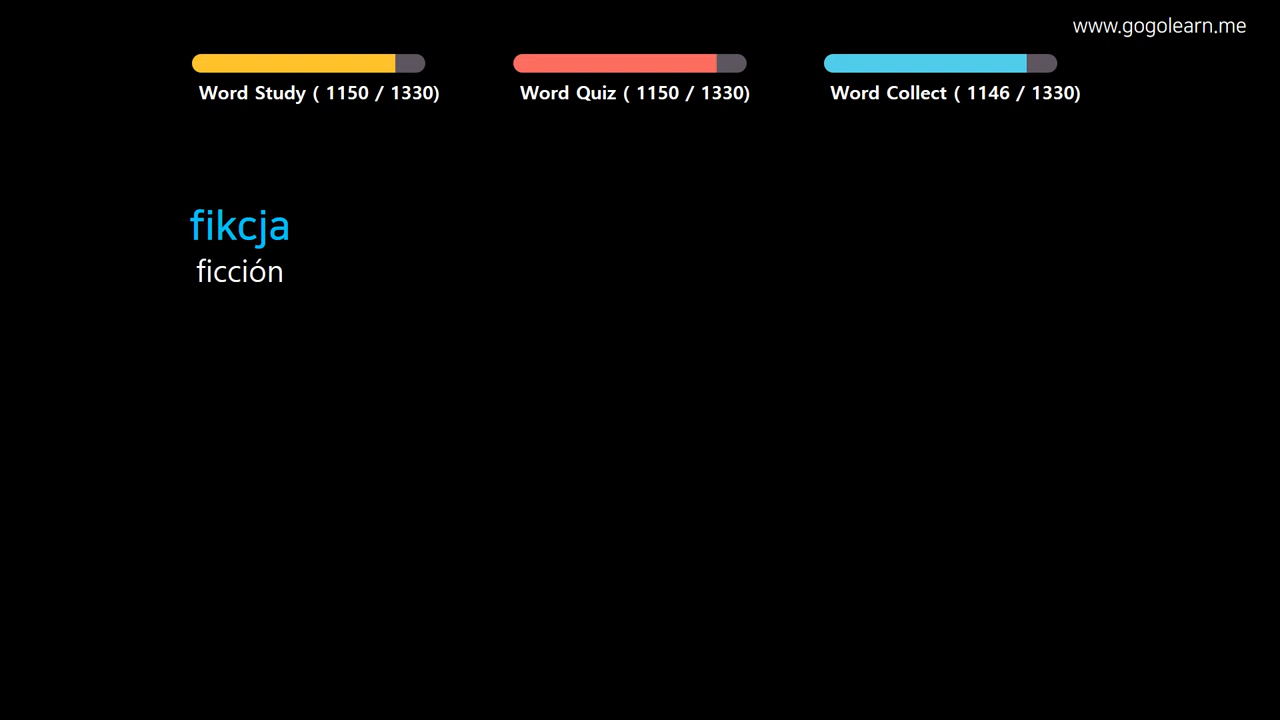 www.gogolearn.me
Word Study ( 1150 / 1330)
Word Quiz ( 1150 / 1330)
Word Collect ( 1146 / 1330)
fikcja
ficción